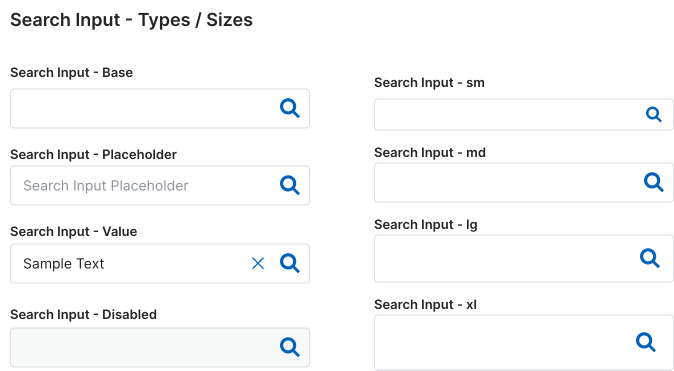 Search Input - Types / Sizes
Search Input - Base
Search Input - Placeholder
Search Input Placeholder
Search Input - Value
Sample Text
Search Input - Disabled
Search Input - sm
Search Input - md
Search Input - lg
Search Input - xl